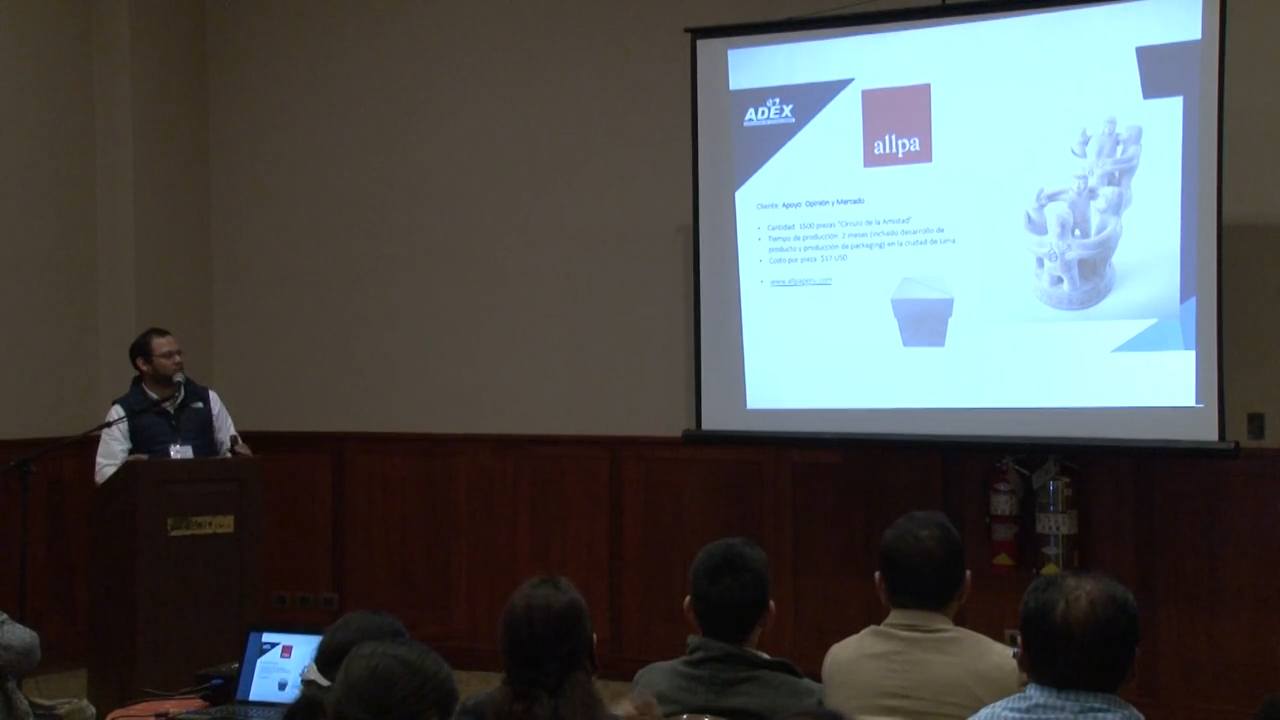 ADEX
allpa
Cliente: Apoyo Opinión y Mercado
• Cantidad: 1500 piezas "Círculo de la Amistad"
• Tiempo de producción: 2 meses (incluido desarrollo de
producto y producción de packaging) en la ciudad de Lima
• Costo por pieza: $17 USD
• www.allpaperu.com